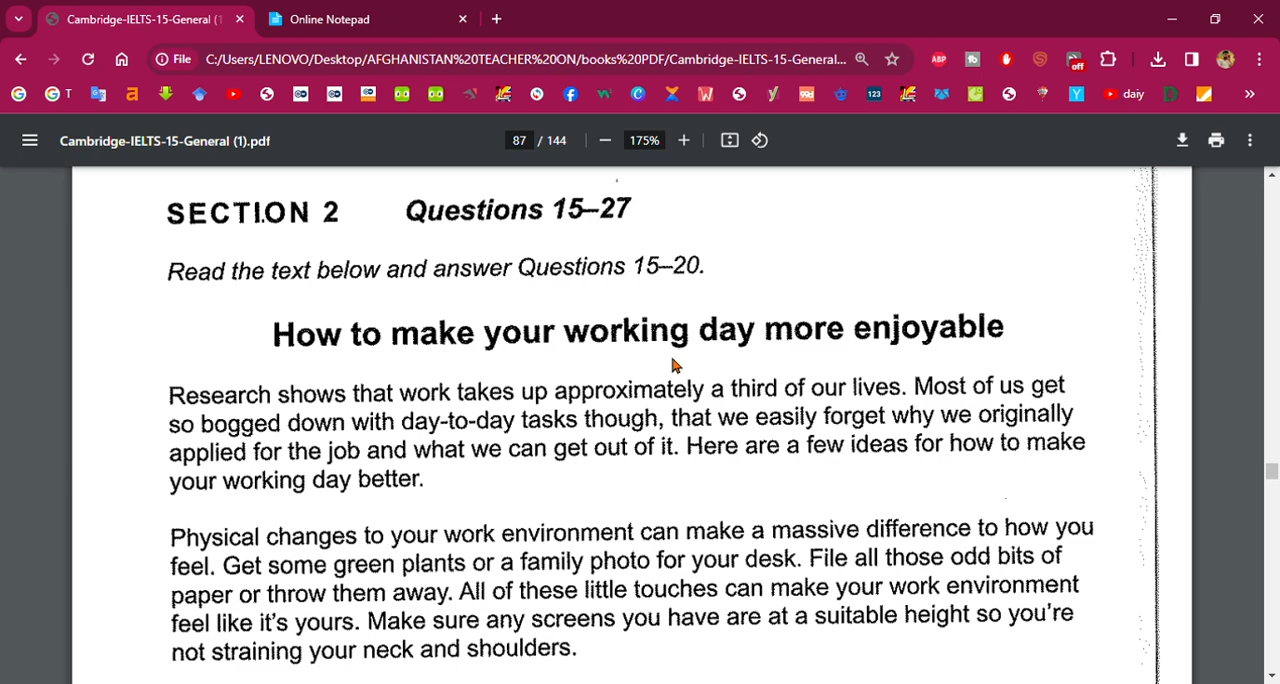 Cambridge-IELTS-15-General (1
Online Notepad
File
C:/Users/LENOVO/Desktop/AFGHANISTAN%20TEACHER%20ON/books%20PDF/Cambridge-IELTS-15-General...
ABP
off
G
G T
a
W
C
W
y
99d
123
Y
daiy
D
»
Cambridge-IELTS-15-General (1).pdf
87 / 144
175%
SECTION 2 Questions 15–27
Read the text below and answer Questions 15–20.
How to make your working day more enjoyable
Research shows that work takes up approximately a third of our lives. Most of us get
so bogged down with day-to-day tasks though, that we easily forget why we originally
applied for the job and what we can get out of it. Here are a few ideas for how to make
your working day better.
Physical changes to your work environment can make a massive difference to how you
feel. Get some green plants or a family photo for your desk. File all those odd bits of
paper or throw them away. All of these little touches can make your work environment
feel like it's yours. Make sure any screens you have are at a suitable height so you're
not straining your neck and shoulders.